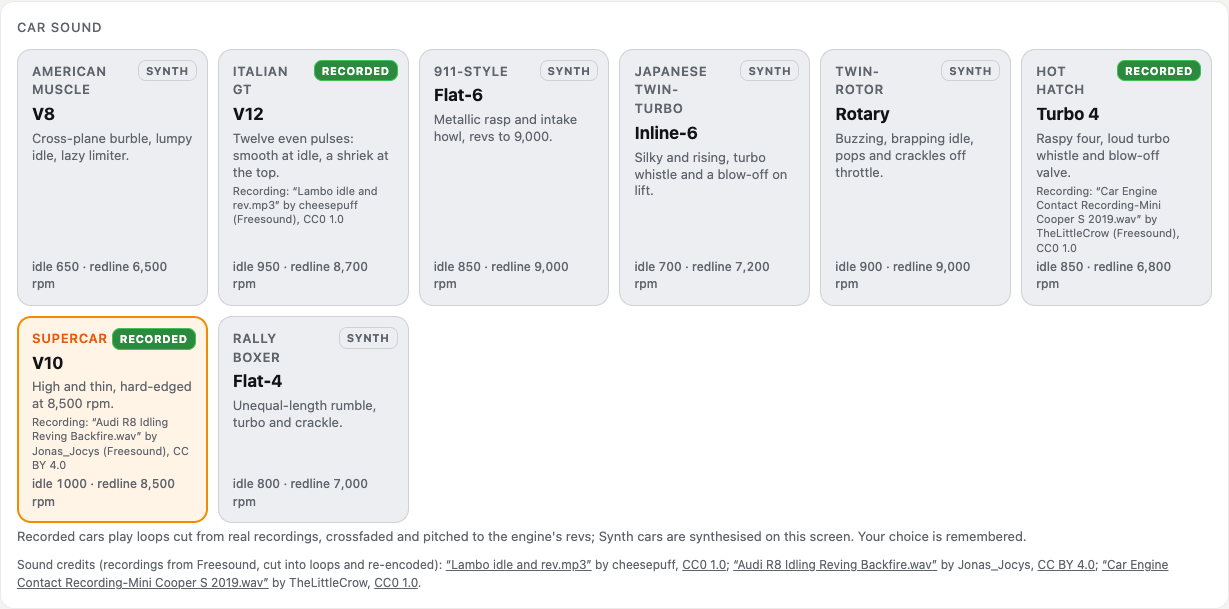 CAR SOUND
AMERICAN MUSCLE
SYNTH
V8
Cross-plane burble, lumpy
idle, lazy limiter.
idle 650 · redline 6,500
rpm
ITALIAN GT
RECORDED
V12
Twelve even pulses:
smooth at idle, a shriek at
the top.
Recording: “Lambo idle and
rev.mp3” by cheesepuff
(Freesound), CC0 1.0
idle 950 · redline 8,700
rpm
911-STYLE
SYNTH
Flat-6
Metallic rasp and intake
howl, revs to 9,000.
idle 850 · redline 9,000
rpm
JAPANESE
TWIN-
TURBO
SYNTH
Inline-6
Silky and rising, turbo
whistle and a blow-off on
lift.
idle 700 · redline 7,200
rpm
TWIN-
ROTOR
SYNTH
Rotary
Buzzing, brapping idle,
pops and crackles off
throttle.
idle 900 · redline 9,000
rpm
HOT
HATCH
RECORDED
Turbo 4
Raspy four, loud turbo
whistle and blow-off
valve.
Recording: “Car Engine
Contact Recording-Mini
Cooper S 2019.wav” by
TheLittleCrow (Freesound),
CC0 1.0
idle 850 · redline 6,800
rpm
SUPERCAR
RECORDED
V10
High and thin, hard-edged
at 8,500 rpm.
Recording: “Audi R8 Idling
Reving Backfire.wav” by
Jonas_Jocys (Freesound), CC
BY 4.0
idle 1000 · redline 8,500
rpm
RALLY
BOXER
SYNTH
Flat-4
Unequal-length rumble,
turbo and crackle.
idle 800 · redline 7,000
rpm
Recorded cars play loops cut from real recordings, crossfaded and pitched to the engine's revs; Synth cars are synthesised on this screen. Your choice is remembered.
Sound credits (recordings from Freesound, cut into loops and re-encoded): “Lambo idle and rev.mp3” by cheesepuff, CC0 1.0; “Audi R8 Idling Reving Backfire.wav” by Jonas_Jocys, CC BY 4.0; “Car Engine
Contact Recording-Mini Cooper S 2019.wav” by TheLittleCrow, CC0 1.0.